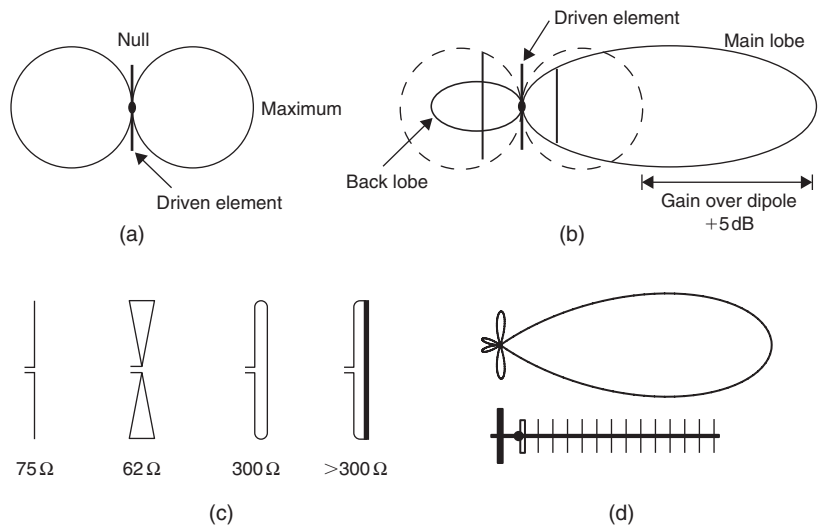 Null
Maximum
Driven element
(a)
Driven element
Main lobe
Back lobe
Gain over dipole
+5 dB
(b)
75 Ω
62 Ω
300 Ω
>300 Ω
(c)
(d)